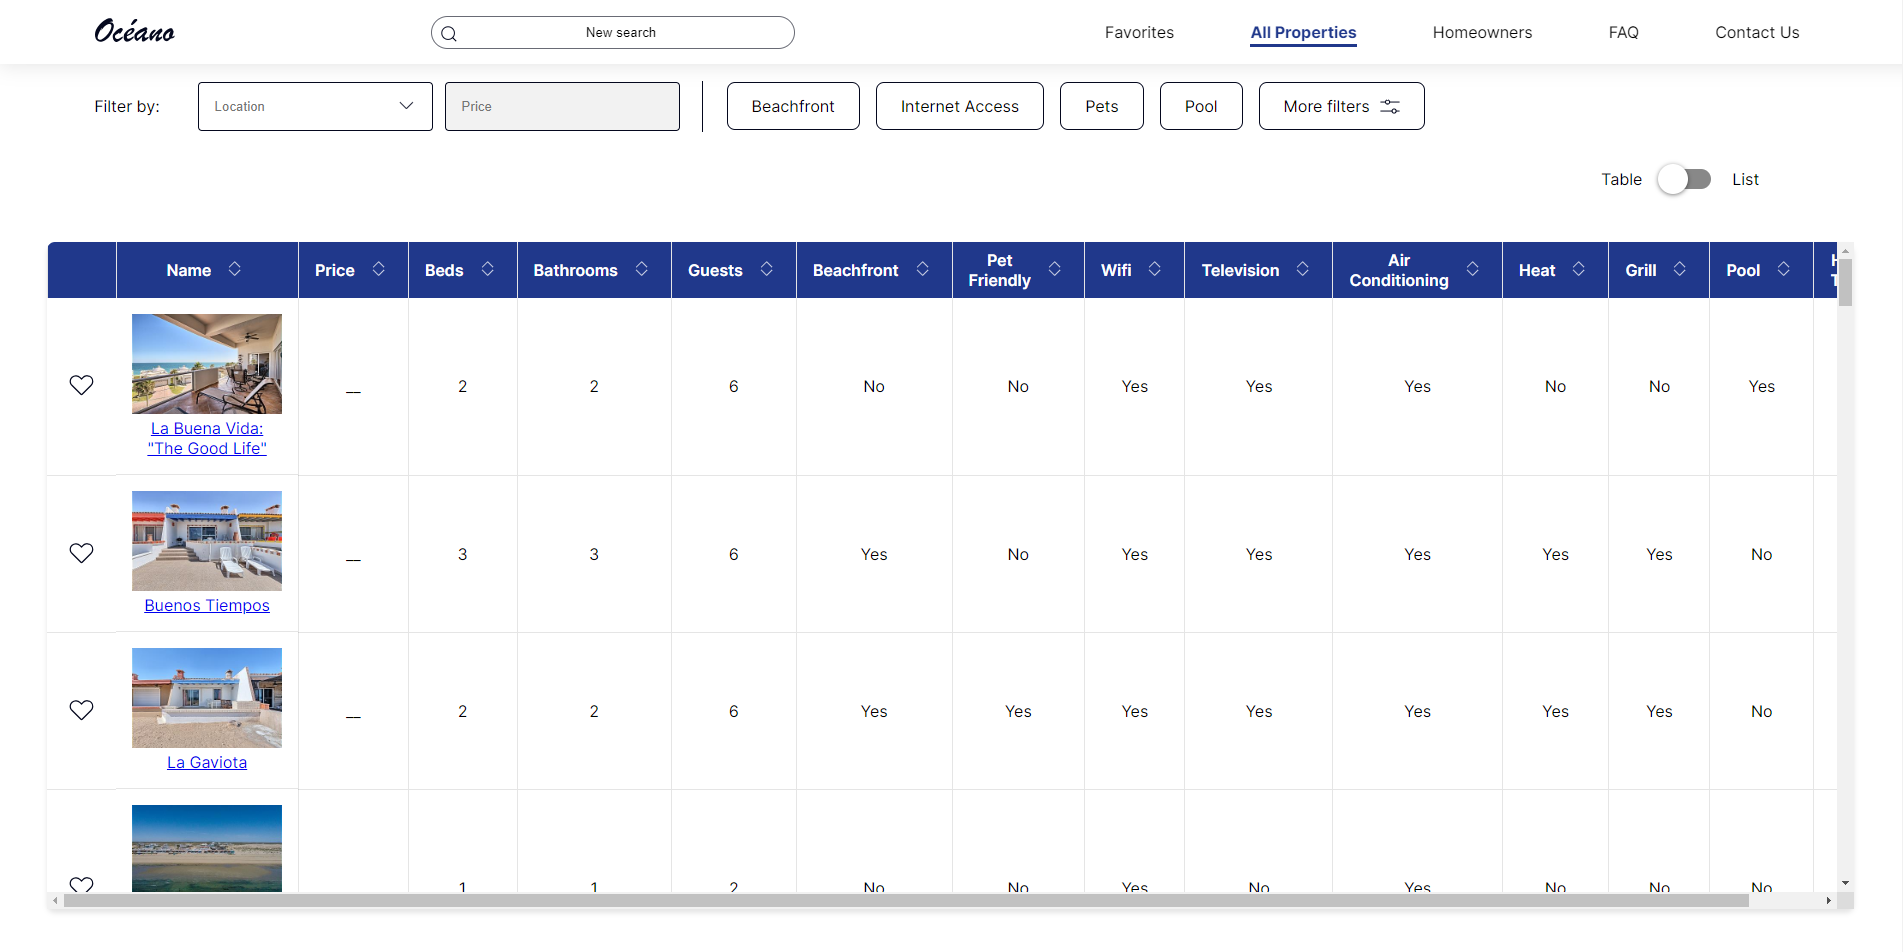 Océano
New search
Favorites
All Properties
Homeowners
FAQ
Contact Us
Filter by:
Location
Price
Beachfront
Internet Access
Pets
Pool
More filters
Table
List
Name
Price
Beds
Bathrooms
Guests
Beachfront
Pet
Friendly
Wifi
Television
Air
Conditioning
Heat
Grill
Pool
__ 2 2 6 No No Yes Yes Yes No No Yes
La Buena Vida:
"The Good Life"
__ 3 3 6 Yes No Yes Yes Yes Yes Yes No
Buenos Tiempos
__ 2 2 6 Yes Yes Yes Yes Yes Yes Yes No
La Gaviota
1 1 2 No No Yes No Yes No No No